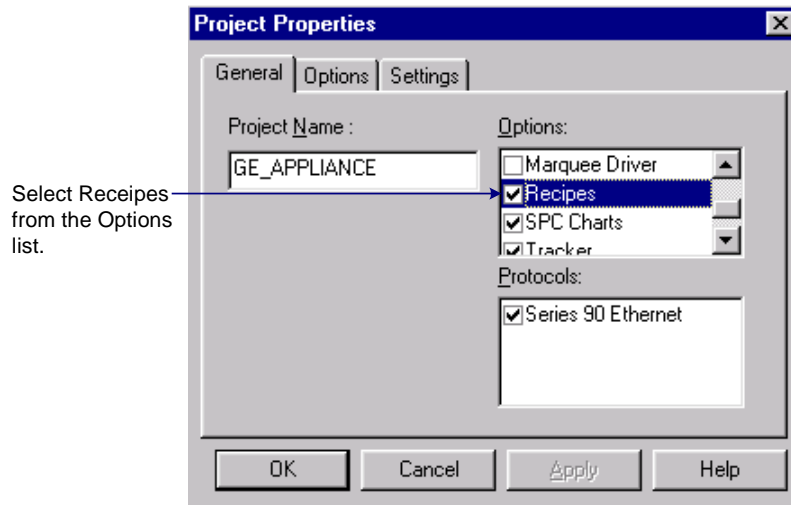 Project Properties
General
Options
Settings
Project Name :
GE_APPLIANCE
Options:
Marquee Driver
Recipes
SPC Charts
Tracker
Select Receipes
from the Options
list.
Protocols:
Series 90 Ethernet
OK
Cancel
Apply
Help